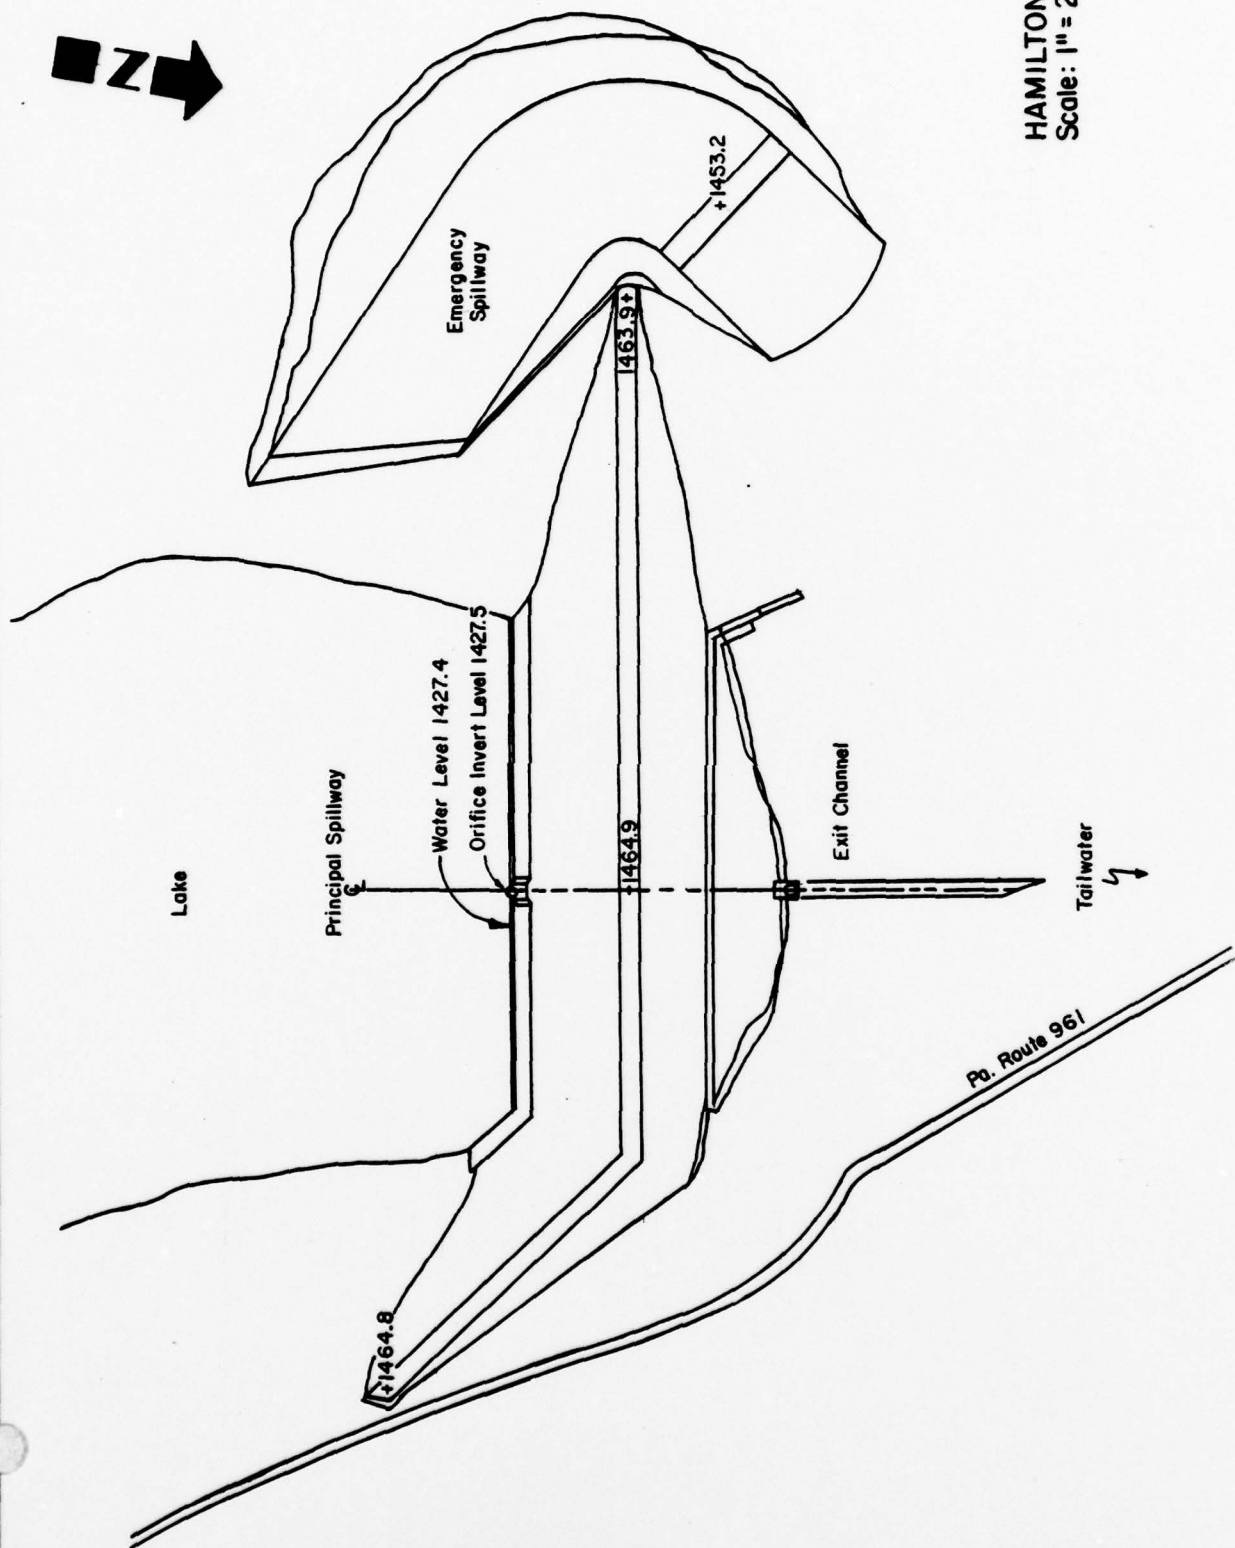 N
HAMILTON
Scale: 1" = 2
Emergency
Spillway
+1453.2
1463.9+
Lake
Principal Spillway
Water Level 1427.4
Orifice Invert Level 1427.5
+1464.9
Exit Channel
Tailwater
Pa. Route 961
+1464.8